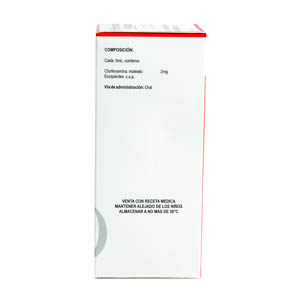 COMPOSICIÓN:
Cada 5mL contiene:
Clorfenamina maleato 2mg
Excipientes c.s.p.
Vía de administración: Oral
VENTA CON RECETA MEDICA
MANTENER ALEJADO DE LOS NIÑOS
ALMACENAR A NO MÁS DE 30°C